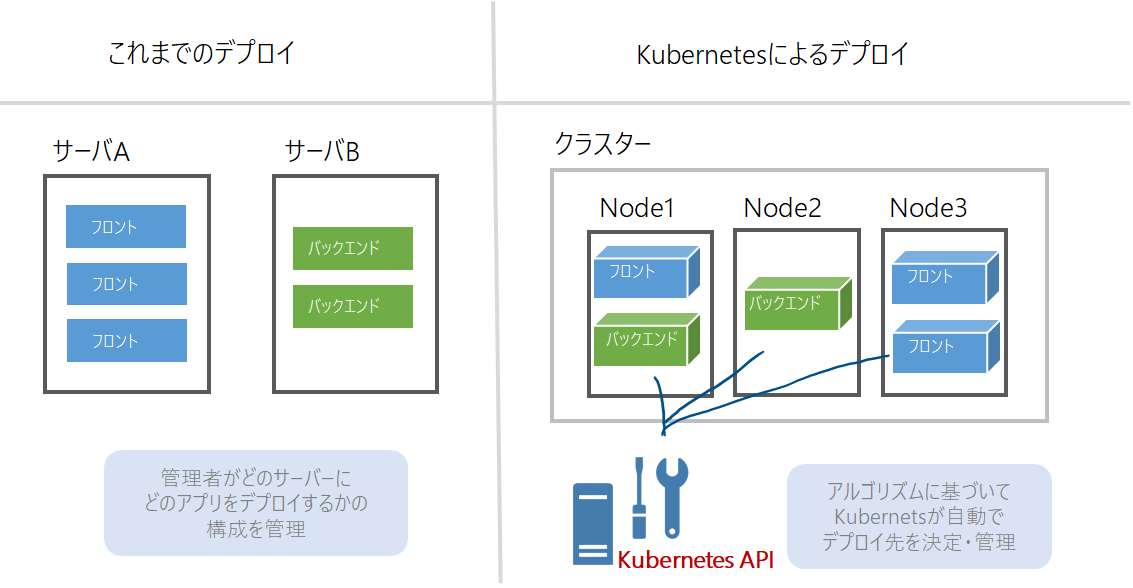 これまでのデプロイ
Kubernetesによるデプロイ
サーバA
サーバB
フロント
フロント
フロント
バックエンド
バックエンド
管理者がどのサーバーに
どのアプリをデプロイするかの
構成を管理
クラスター
Node1
Node2
Node3
フロント
バックエンド
バックエンド
フロント
フロント
Kubernetes API
アルゴリズムに基づいて
Kubernetsが自動で
デプロイ先を決定・管理